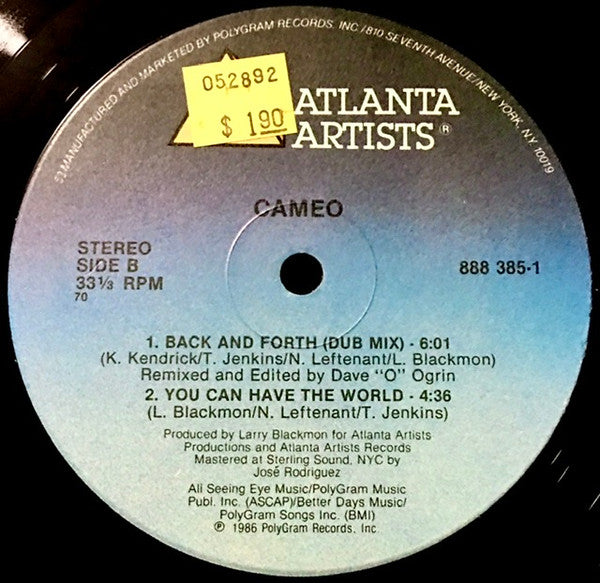 53 MANUFACTURED AND MARKETED BY POLYGRAM RECORDS, INC./810 SEVENTH AVENUE/NEW YORK, N.Y. 10019
052892
$ 1.90
ATLANTA
ARTISTS®
CAMEO
STEREO
SIDE B
33⅓ RPM
70
888 385-1
1. BACK AND FORTH (DUB MIX) - 6:01
(K. Kendrick/T. Jenkins/N. Leftenant/L. Blackmon)
Remixed and Edited by Dave "O" Ogrin
2. YOU CAN HAVE THE WORLD - 4:36
(L. Blackmon/N. Leftenant/T. Jenkins)
Produced by Larry Blackmon for Atlanta Artists
Productions and Atlanta Artists Records
Mastered at Sterling Sound, NYC by
José Rodriguez
All Seeing Eye Music/PolyGram Music
Publ. Inc. (ASCAP)/Better Days Music/
PolyGram Songs Inc. (BMI)
℗ 1986 PolyGram Records, Inc.